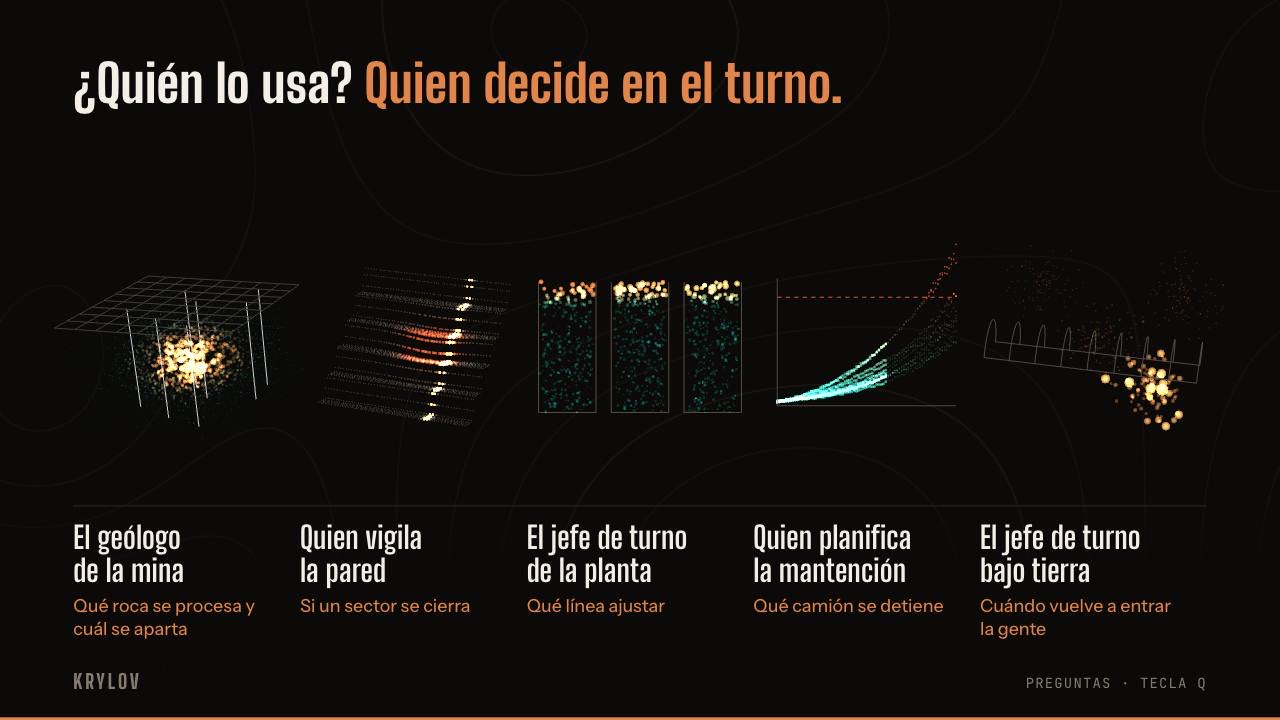 ¿Quién lo usa? Quien decide en el turno.
El geólogo
de la mina
Qué roca se procesa y
cuál se aparta
Quien vigila
la pared
Si un sector se cierra
El jefe de turno
de la planta
Qué línea ajustar
Quien planifica
la mantención
Qué camión se detiene
El jefe de turno
bajo tierra
Cuándo vuelve a entrar
la gente
KRYLOV
PREGUNTAS · TECLA Q